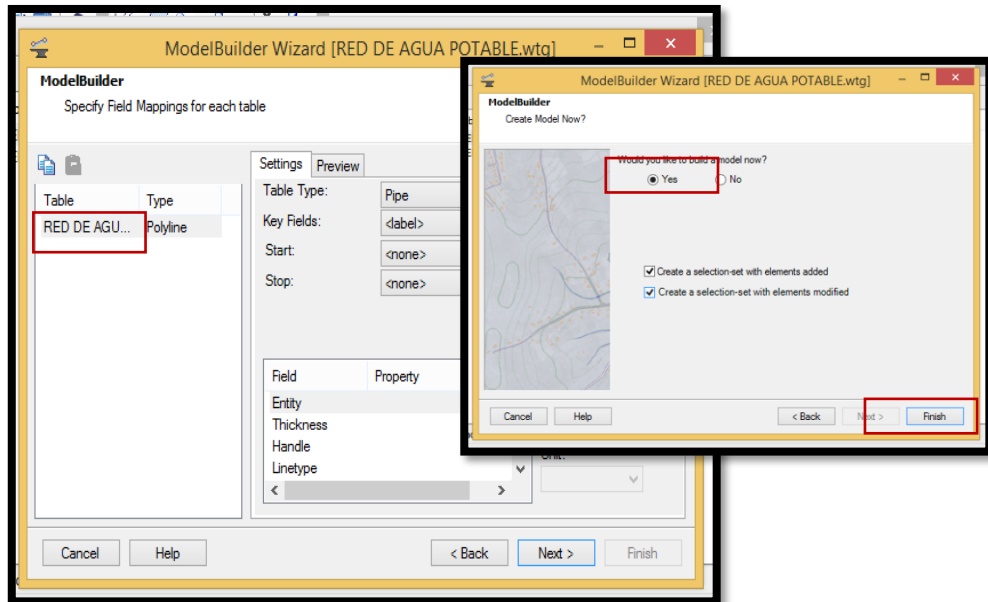 ModelBuilder Wizard [RED DE AGUA POTABLE.wtg]
ModelBuilder
Specify Field Mappings for each table
Settings Preview
Table Type
RED DE AGU... Polyline
Table Type: Pipe
Key Fields: <label>
Start: <none>
Stop: <none>
Field Property
Entity
Thickness
Handle
Linetype
Cancel Help < Back Next > Finish
ModelBuilder Wizard [RED DE AGUA POTABLE.wtg]
ModelBuilder
Create Model Now?
Would you like to build a model now?
Yes No
Create a selection-set with elements added
Create a selection-set with elements modified
Cancel Help < Back Next > Finish